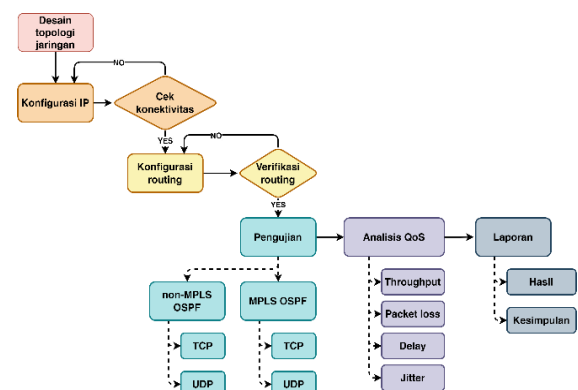 Desain
topologi
jaringan
NO
Konfigurasi IP
Cek
konektivitas
YES
NO
Konfigurasi
routing
Verifikasi
routing
YES
Pengujian
Analisis QoS
Laporan
non-MPLS
OSPF
MPLS OSPF
Throughput
Hasil
Packet loss
Kesimpulan
TCP
TCP
Delay
UDP
UDP
Jitter